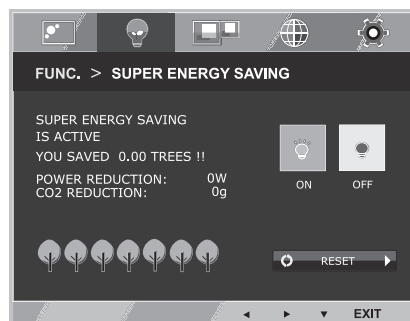 FUNC. > SUPER ENERGY SAVING
SUPER ENERGY SAVING
IS ACTIVE
YOU SAVED 0.00 TREES !!
POWER REDUCTION: 0W
CO2 REDUCTION: 0g
ON OFF
RESET
EXIT